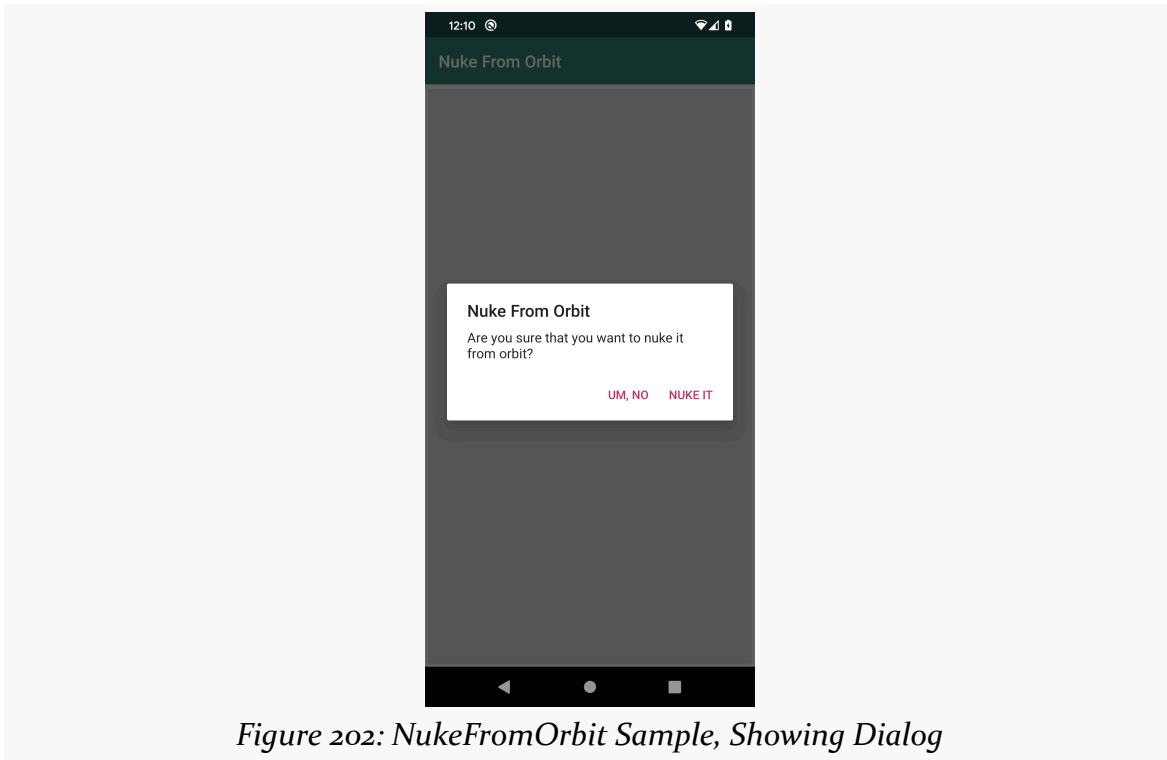 12:10
Nuke From Orbit
Nuke From Orbit
Are you sure that you want to nuke it
from orbit?
UM, NO NUKE IT
Figure 202: NukeFromOrbit Sample, Showing Dialog